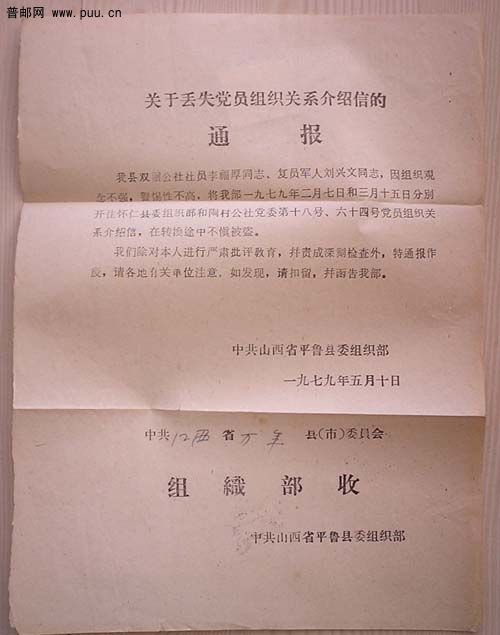 普邮网 www.puu.cn
关于丢失党员组织关系介绍信的
通报
我县双碾公社社员李福厚同志、复员军人刘兴文同志，因组织观
念不强，警惕性不高，将我部一九七九年二月七日和三月十五日分别
开往怀仁县委组织部和陶村公社党委第十八号、六十四号党员组织关
系介绍信，在转换途中不慎被盗。
我们除对本人进行严肃批评教育，并责成深刻检查外，特通报作
废，请各地有关单位注意，如发现，请扣留，并函告我部。
中共山西省平鲁县委组织部
一九七九年五月十日
中共江西省万年县(市)委员会
组織部收
中共山西省平鲁县委组织部